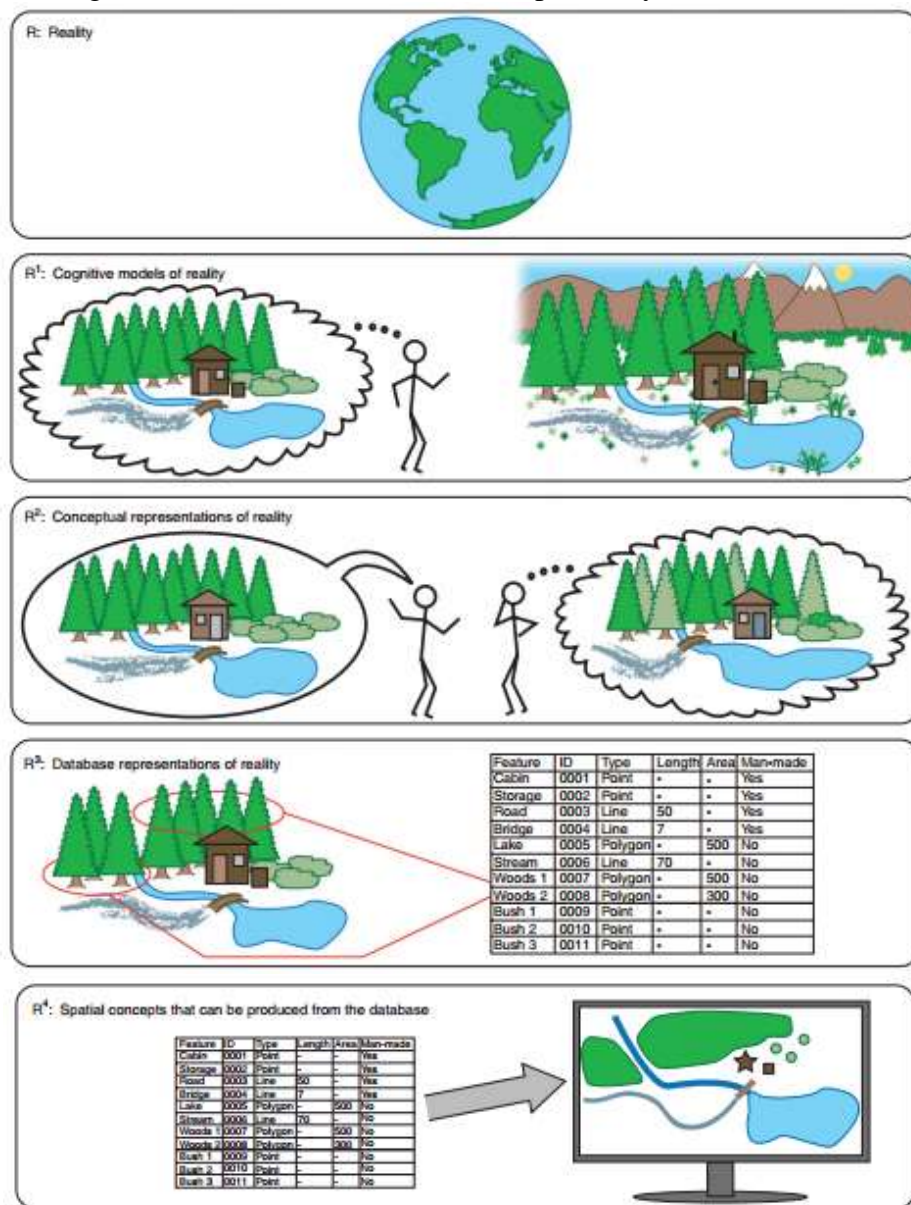 R: Reality
R¹: Cognitive models of reality
R²: Conceptual representations of reality
R³: Database representations of reality
Feature ID Type Length Area Man-made
Cabin 0001 Point - - Yes
Storage 0002 Point - - Yes
Road 0003 Line 50 - Yes
Bridge 0004 Line 7 - Yes
Lake 0005 Polygon - 500 No
Stream 0006 Line 70 - No
Woods 1 0007 Polygon - 500 No
Woods 2 0008 Polygon - 300 No
Bush 1 0009 Point - - No
Bush 2 0010 Point - - No
Bush 3 0011 Point - - No
R⁴: Spatial concepts that can be produced from the database
Feature ID Type Length Area Man-made
Cabin 0001 Point - - Yes
Storage 0002 Point - - Yes
Road 0003 Line 50 - Yes
Bridge 0004 Line 7 - Yes
Lake 0005 Polygon - 500 No
Stream 0006 Line 70 - No
Woods 1 0007 Polygon - 500 No
Woods 2 0008 Polygon - 300 No
Bush 1 0009 Point - - No
Bush 2 0010 Point - - No
Bush 3 0011 Point - - No